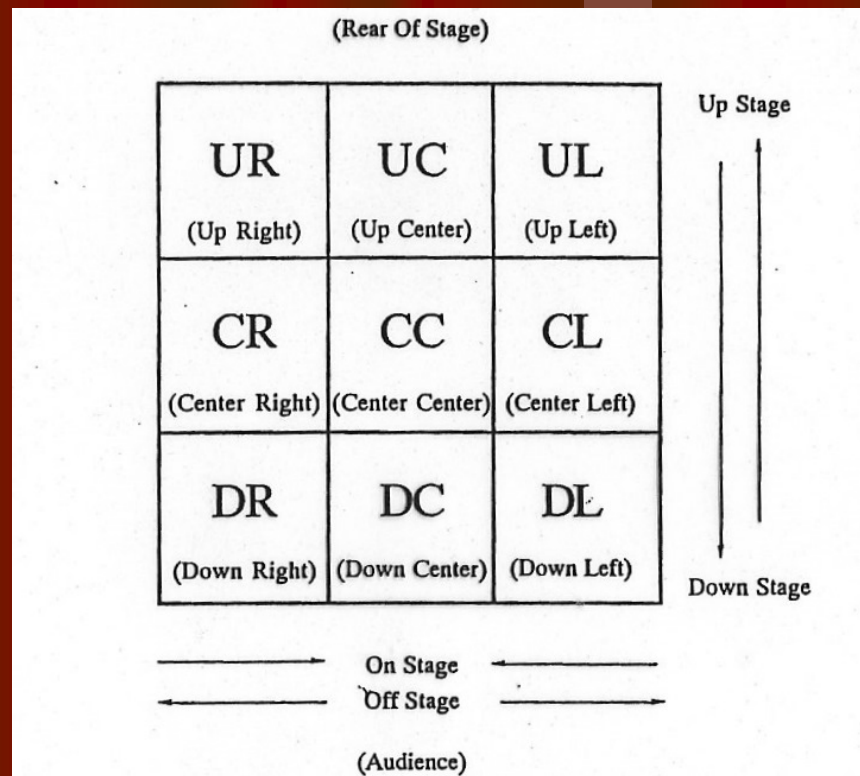 (Rear Of Stage)
Up Stage
UR UC UL
(Up Right) (Up Center) (Up Left)
CR CC CL
(Center Right) (Center Center) (Center Left)
DR DC DL
(Down Right) (Down Center) (Down Left)
Down Stage
On Stage
Off Stage
(Audience)